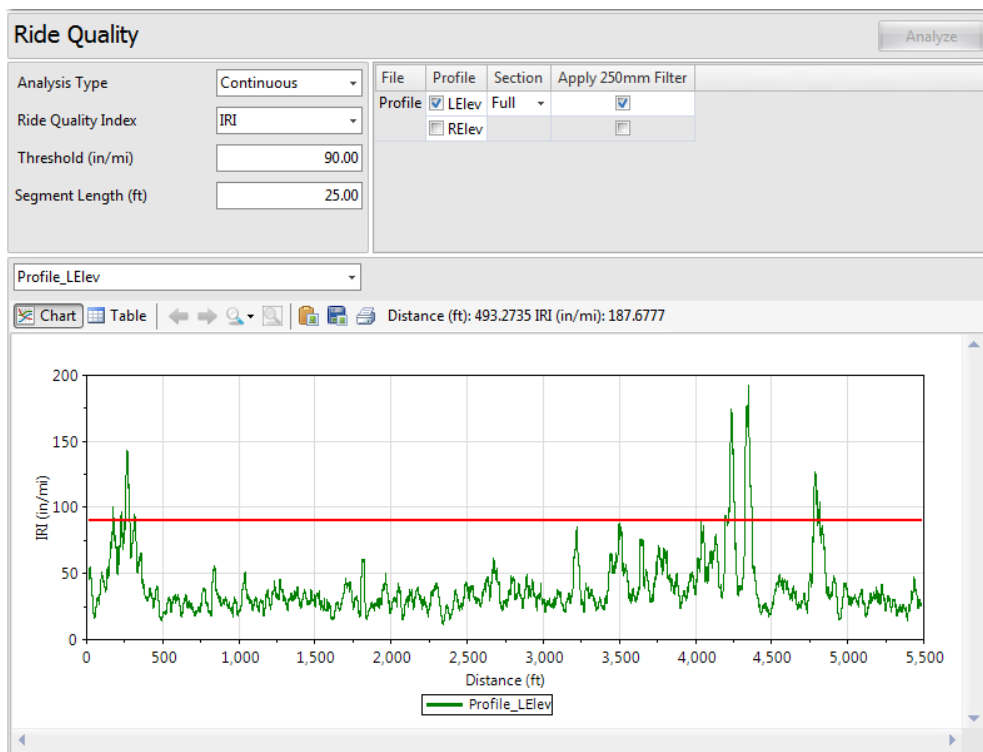 Ride Quality
Analyze
Analysis Type Continuous
Ride Quality Index IRI
Threshold (in/mi) 90.00
Segment Length (ft) 25.00
File Profile Section Apply 250mm Filter
Profile LElev Full
RElev
Profile_LElev
Chart Table Distance (ft): 493.2735 IRI (in/mi): 187.6777
200
150
100
50
0
IRI (in/mi)
0 500 1,000 1,500 2,000 2,500 3,000 3,500 4,000 4,500 5,000 5,500
Distance (ft)
Profile_LElev